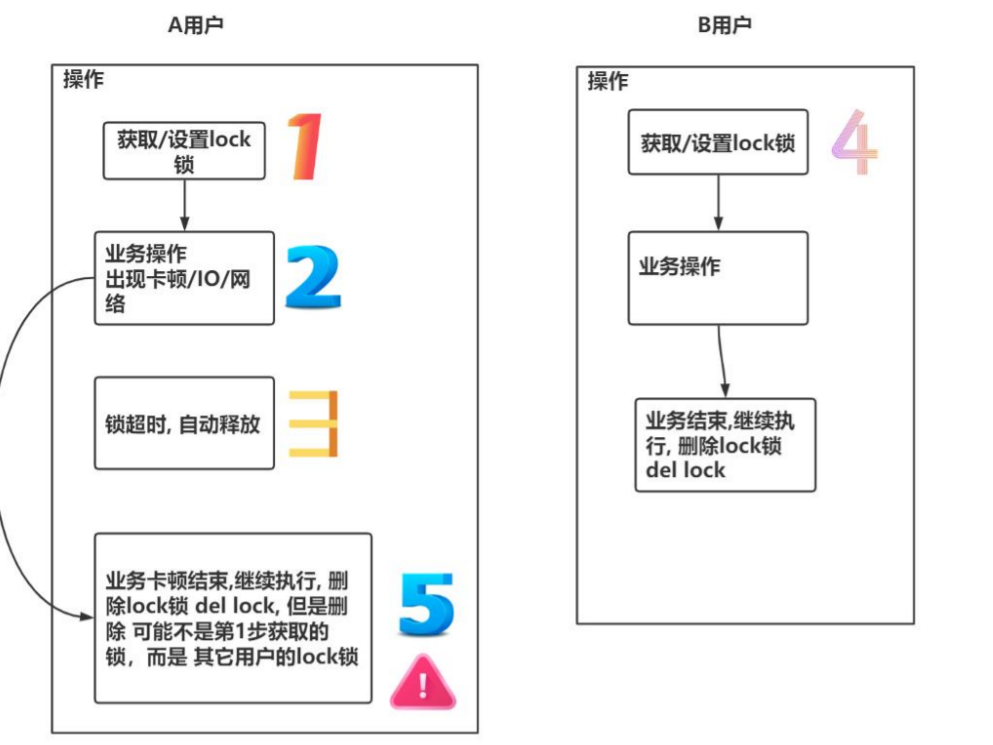 A用户
操作
获取/设置lock
锁
1
业务操作
出现卡顿/IO/网
络
2
锁超时, 自动释放
3
业务卡顿结束,继续执行, 删
除lock锁 del lock, 但是删
除 可能不是第1步获取的
锁，而是 其它用户的lock锁
5
!
B用户
操作
获取/设置lock锁
4
业务操作
业务结束,继续执
行, 删除lock锁
del lock